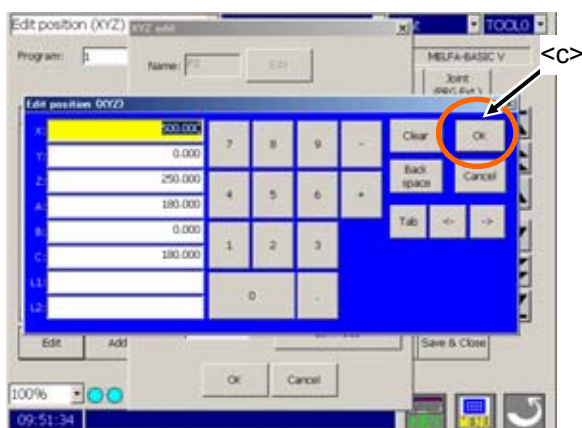 Edit position (XYZ)
XYZ edit
TOOL0
<c>
Program: 1
Name: P2
Edit
MELFA-BASIC V
Joint
Edit position (XYZ)
X: 300.000
7 8 9 -
Clear
OK
Y: 0.000
Z: 250.000
4 5 6
Back space
Cancel
A: 180.000
B: 0.000
1 2 3
Tab <- ->
C: 180.000
L1:
L2:
0 .
Edit
Add
Save & Close
OK
Cancel
100%
09:51:34